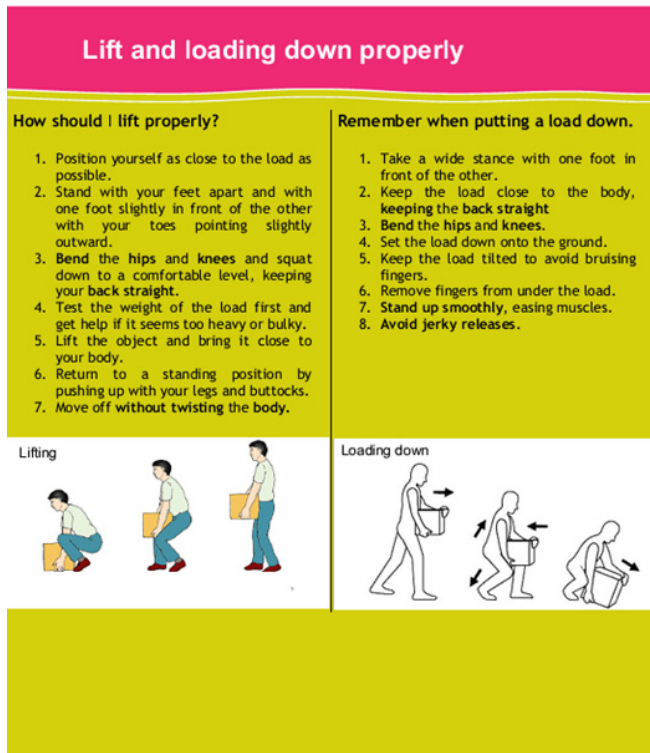 Lift and loading down properly
How should I lift properly?
1. Position yourself as close to the load as
possible.
2. Stand with your feet apart and with
one foot slightly in front of the other
with your toes pointing slightly
outward.
3. Bend the hips and knees and squat
down to a comfortable level, keeping
your back straight.
4. Test the weight of the load first and
get help if it seems too heavy or bulky.
5. Lift the object and bring it close to
your body.
6. Return to a standing position by
pushing up with your legs and buttocks.
7. Move off without twisting the body.
Lifting
Remember when putting a load down.
1. Take a wide stance with one foot in
front of the other.
2. Keep the load close to the body,
keeping the back straight
3. Bend the hips and knees.
4. Set the load down onto the ground.
5. Keep the load tilted to avoid bruising
fingers.
6. Remove fingers from under the load.
7. Stand up smoothly, easing muscles.
8. Avoid jerky releases.
Loading down